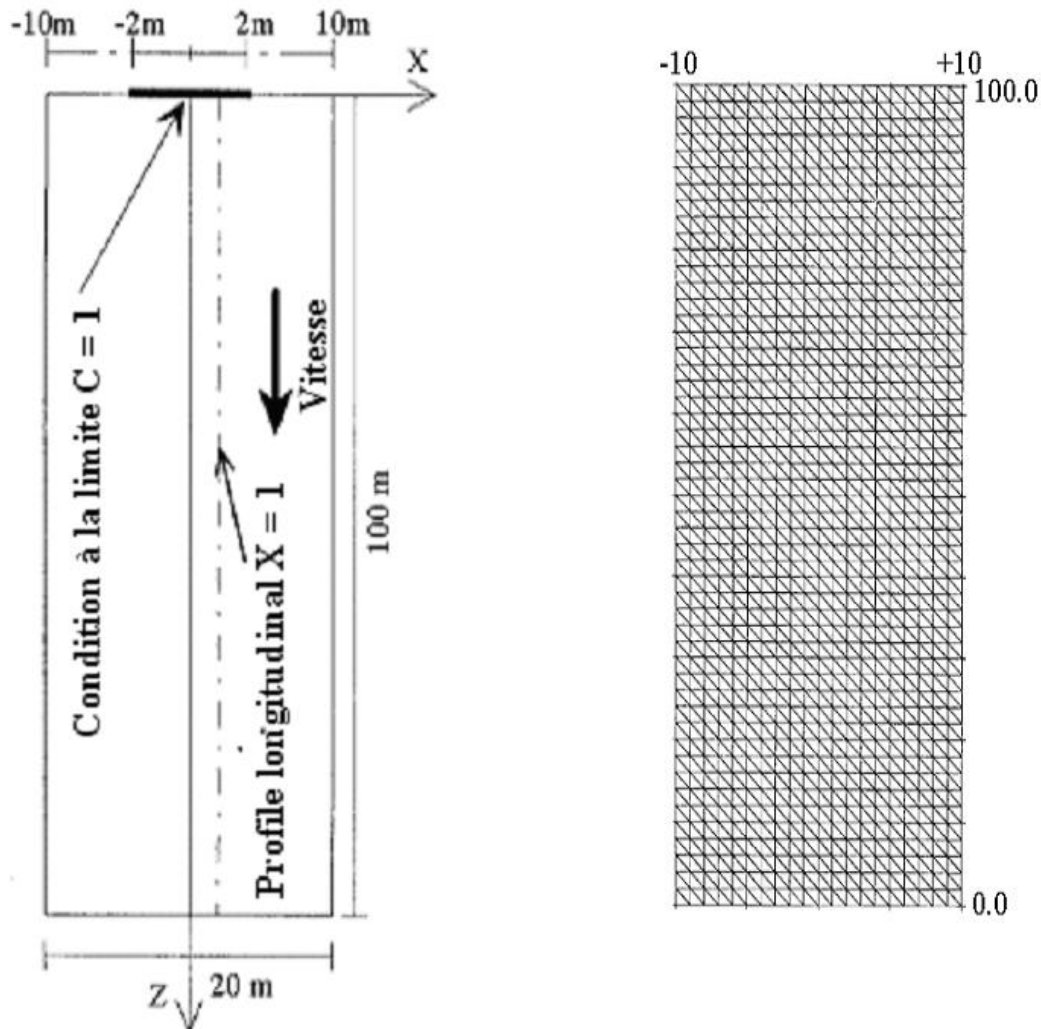 -10m -2m 2m 10m
X
Condition à la limite C = 1
Vitesse
Profile longitudinal X = 1
100 m
20 m
Z
-10 +10
100.0
0.0